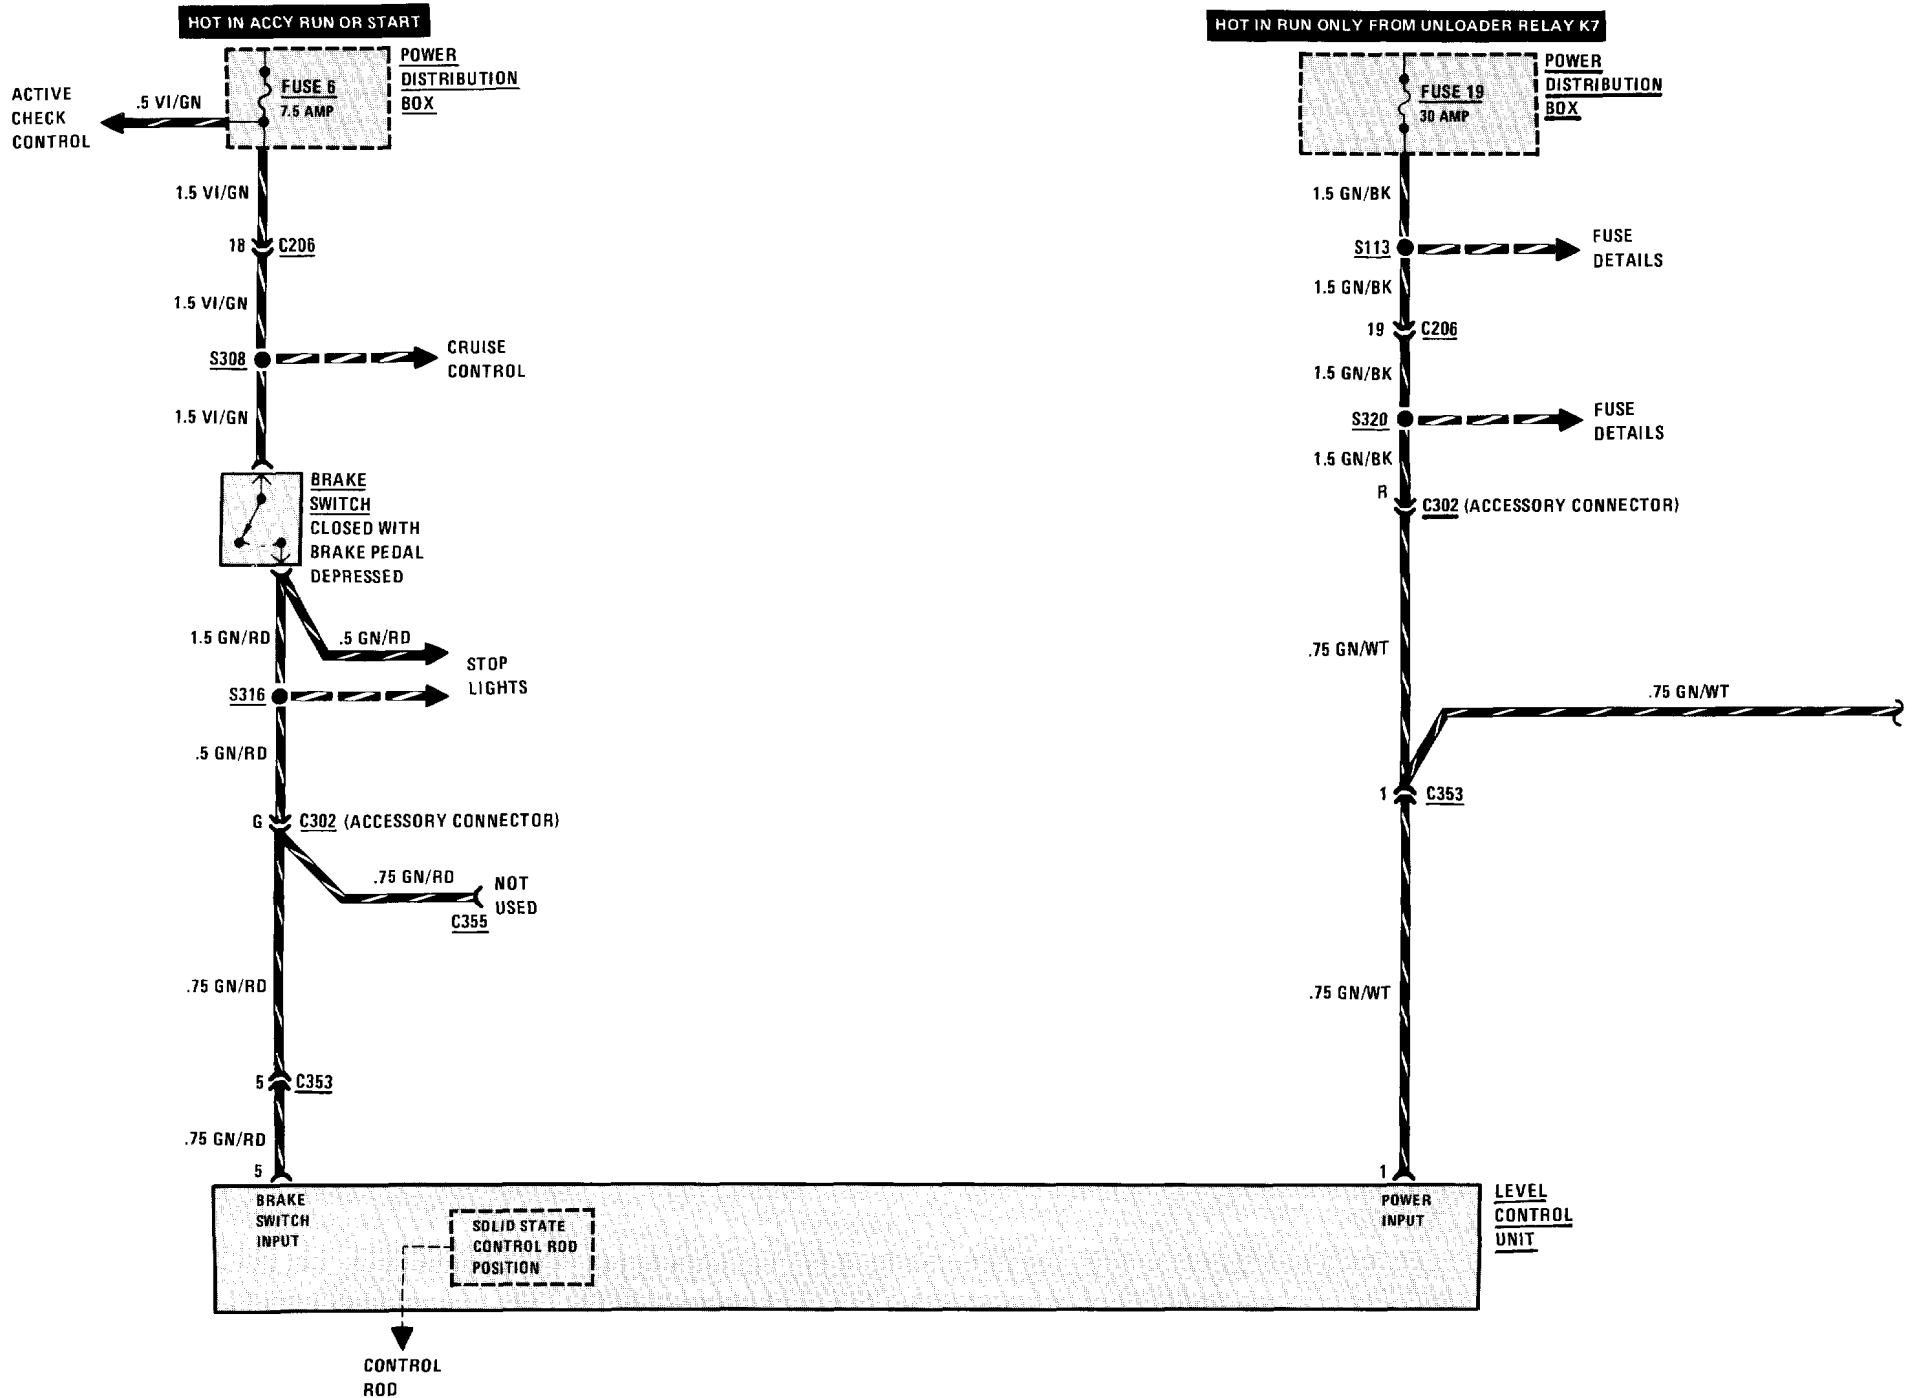 HOT IN ACCY RUN OR START
POWER
DISTRIBUTION
BOX
FUSE 6
7.5 AMP
ACTIVE
CHECK
CONTROL
.5 VI/GN
1.5 VI/GN
18
C206
1.5 VI/GN
S308
CRUISE
CONTROL
1.5 VI/GN
BRAKE
SWITCH
CLOSED WITH
BRAKE PEDAL
DEPRESSED
1.5 GN/RD
.5 GN/RD
STOP
LIGHTS
S316
.5 GN/RD
G
C302 (ACCESSORY CONNECTOR)
.75 GN/RD
NOT
USED
C355
.75 GN/RD
5
C353
.75 GN/RD
5
HOT IN RUN ONLY FROM UNLOADER RELAY K7
POWER
DISTRIBUTION
BOX
FUSE 19
30 AMP
1.5 GN/BK
S113
FUSE
DETAILS
1.5 GN/BK
19
C206
1.5 GN/BK
S320
FUSE
DETAILS
1.5 GN/BK
R
C302 (ACCESSORY CONNECTOR)
.75 GN/WT
.75 GN/WT
1
C353
.75 GN/WT
1
BRAKE
SWITCH
INPUT
SOLID STATE
CONTROL ROD
POSITION
POWER
INPUT
LEVEL
CONTROL
UNIT
CONTROL
ROD